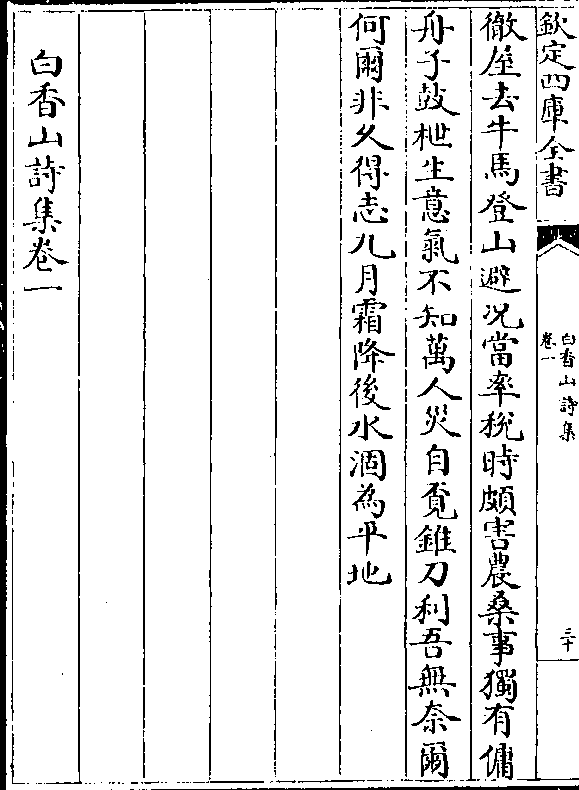 欽定四庫全書
白香山詩集
卷一
三十
徹屋去牛馬登山避况當率稅時頗害農桑事獨有傭
舟子鼓枻生意氣不知萬人災自覓錐刀利吾無奈爾
何爾非久得志九月霜降後水涸為平地
白香山詩集卷一